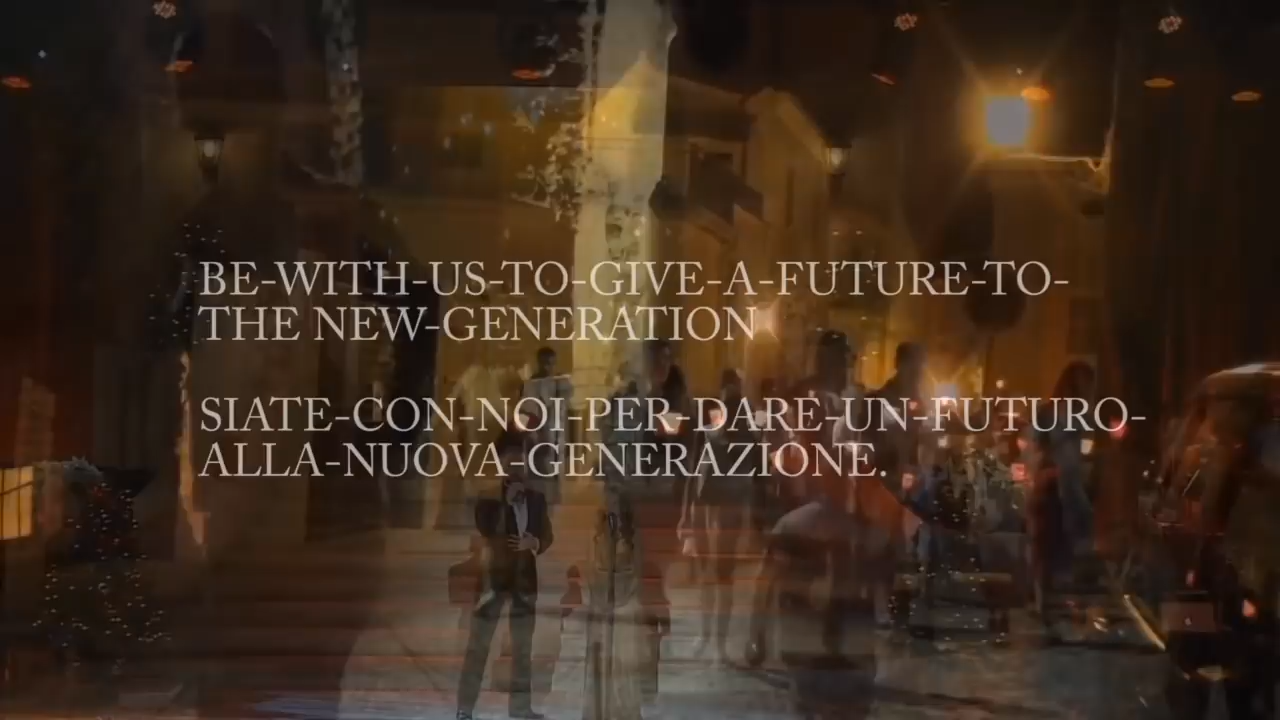 BE-WITH-US-TO-GIVE-A-FUTURE-TO-
THE NEW-GENERATION
SIATE-CON-NOI-PER-DARE-UN-FUTURO-
ALLA-NUOVA-GENERAZIONE.